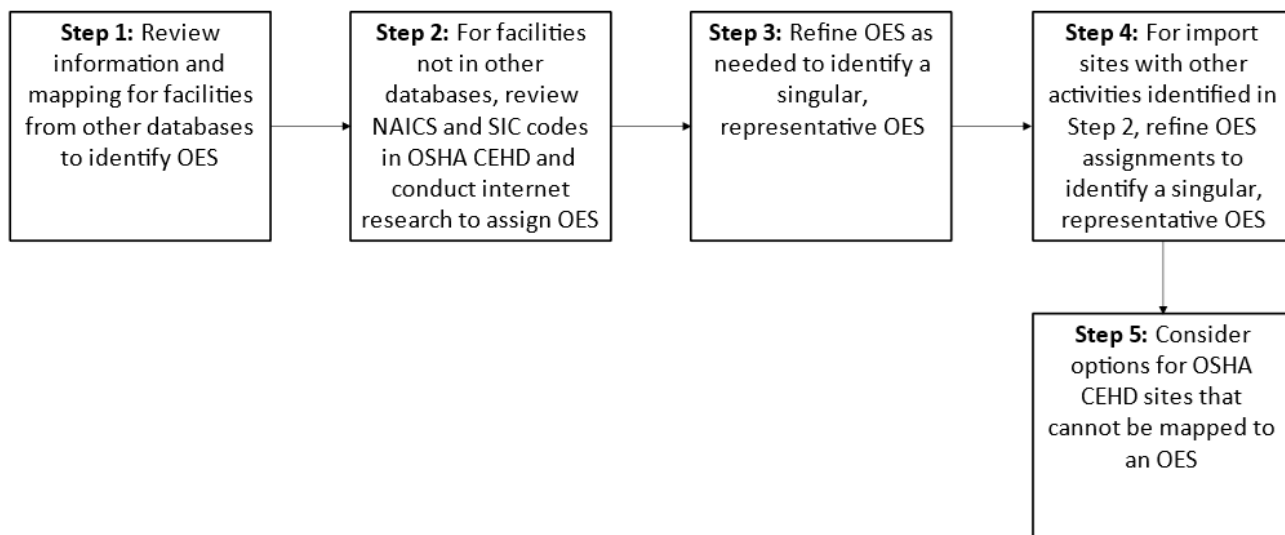 Step 1: Review
information and
mapping for facilities
from other databases
to identify OES
Step 2: For facilities
not in other
databases, review
NAICS and SIC codes
in OSHA CEHD and
conduct internet
research to assign OES
Step 3: Refine OES as
needed to identify a
singular,
representative OES
Step 4: For import
sites with other
activities identified in
Step 2, refine OES
assignments to
identify a singular,
representative OES
Step 5: Consider
options for OSHA
CEHD sites that
cannot be mapped to
an OES